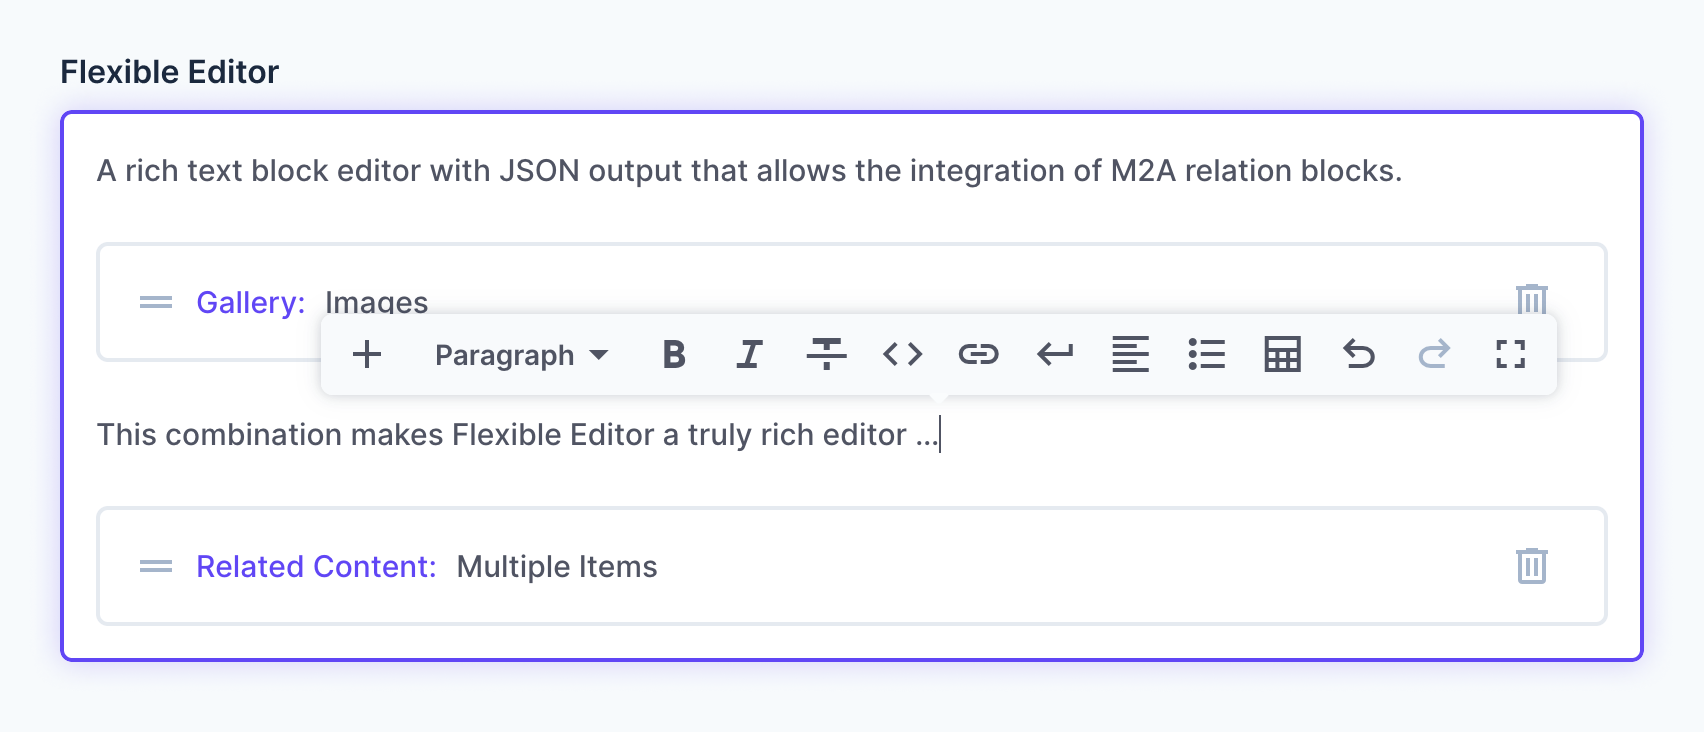 Flexible Editor
A rich text block editor with JSON output that allows the integration of M2A relation blocks.
Gallery: Images
Paragraph
This combination makes Flexible Editor a truly rich editor ...
Related Content: Multiple Items